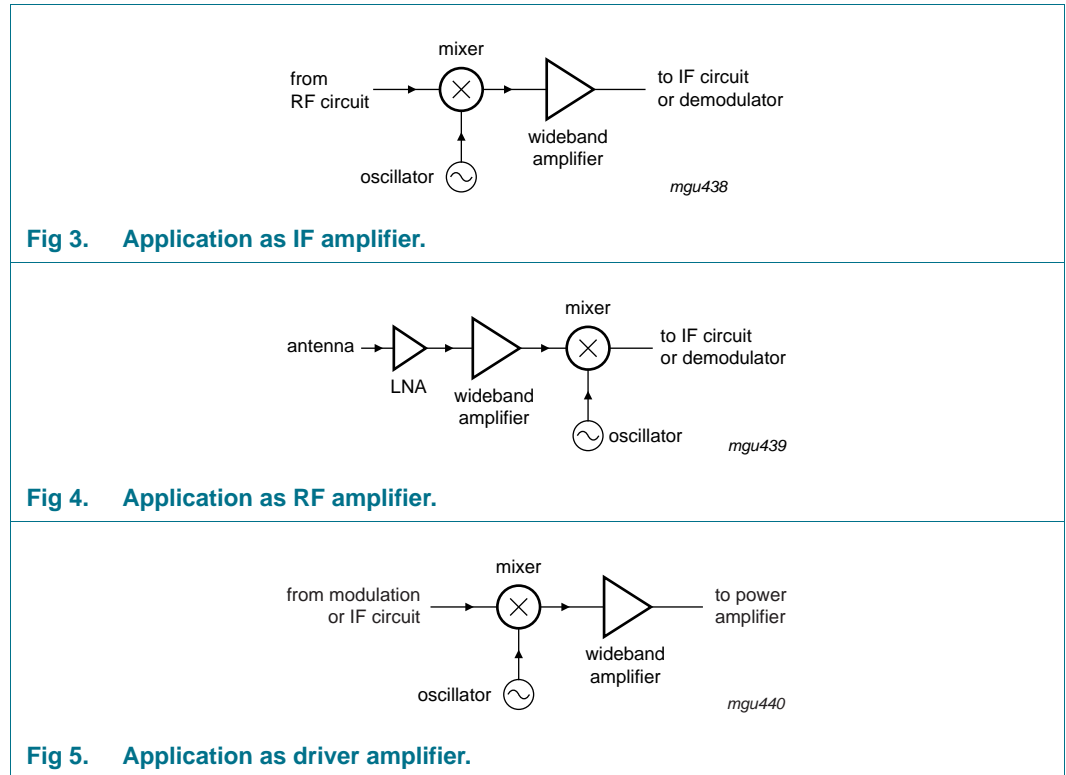 mixer
from
RF circuit
to IF circuit
or demodulator
wideband
amplifier
oscillator
mgu438
Fig 3. Application as IF amplifier.
mixer
antenna
to IF circuit
or demodulator
LNA
wideband
amplifier
oscillator
mgu439
Fig 4. Application as RF amplifier.
mixer
from modulation
or IF circuit
to power
amplifier
wideband
amplifier
oscillator
mgu440
Fig 5. Application as driver amplifier.